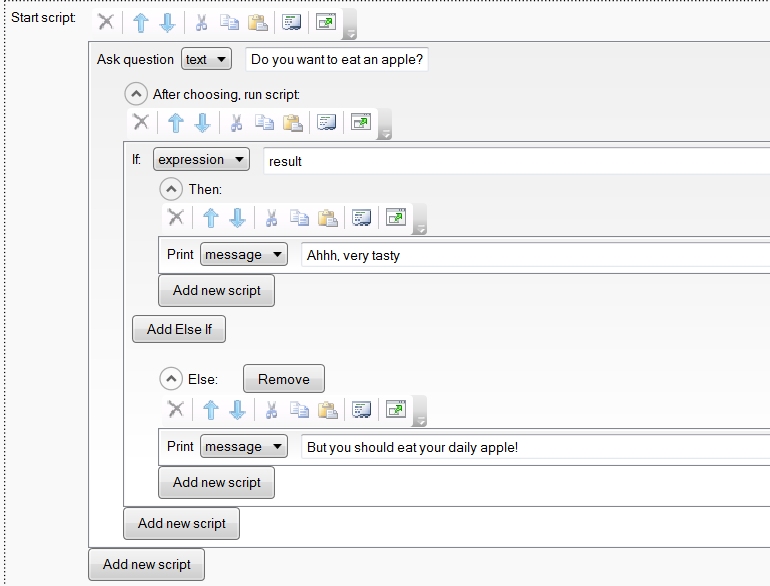 Start script:
Ask question text Do you want to eat an apple?
After choosing, run script:
If: expression result
Then:
Print message Ahhh, very tasty
Add new script
Add Else If
Else: Remove
Print message But you should eat your daily apple!
Add new script
Add new script
Add new script